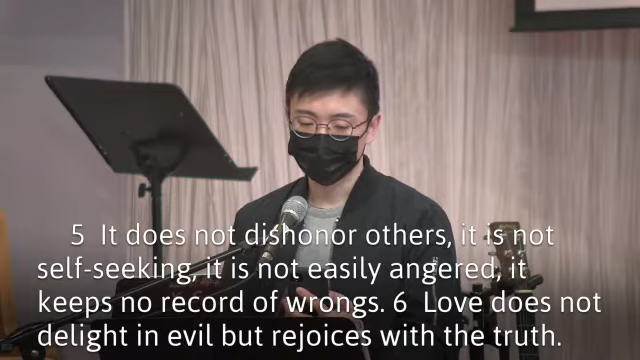 5 It does not dishonor others, it is not
self-seeking, it is not easily angered, it
keeps no record of wrongs. 6 Love does not
delight in evil but rejoices with the truth.